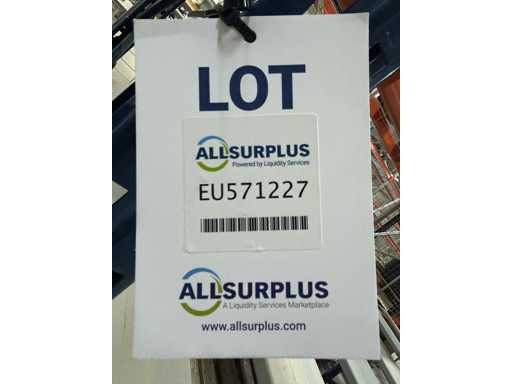 LOT
ALLSURPLUS
Powered by Liquidity Services
EU571227
ALLSURPLUS
A Liquidity Services Marketplace
www.allsurplus.com